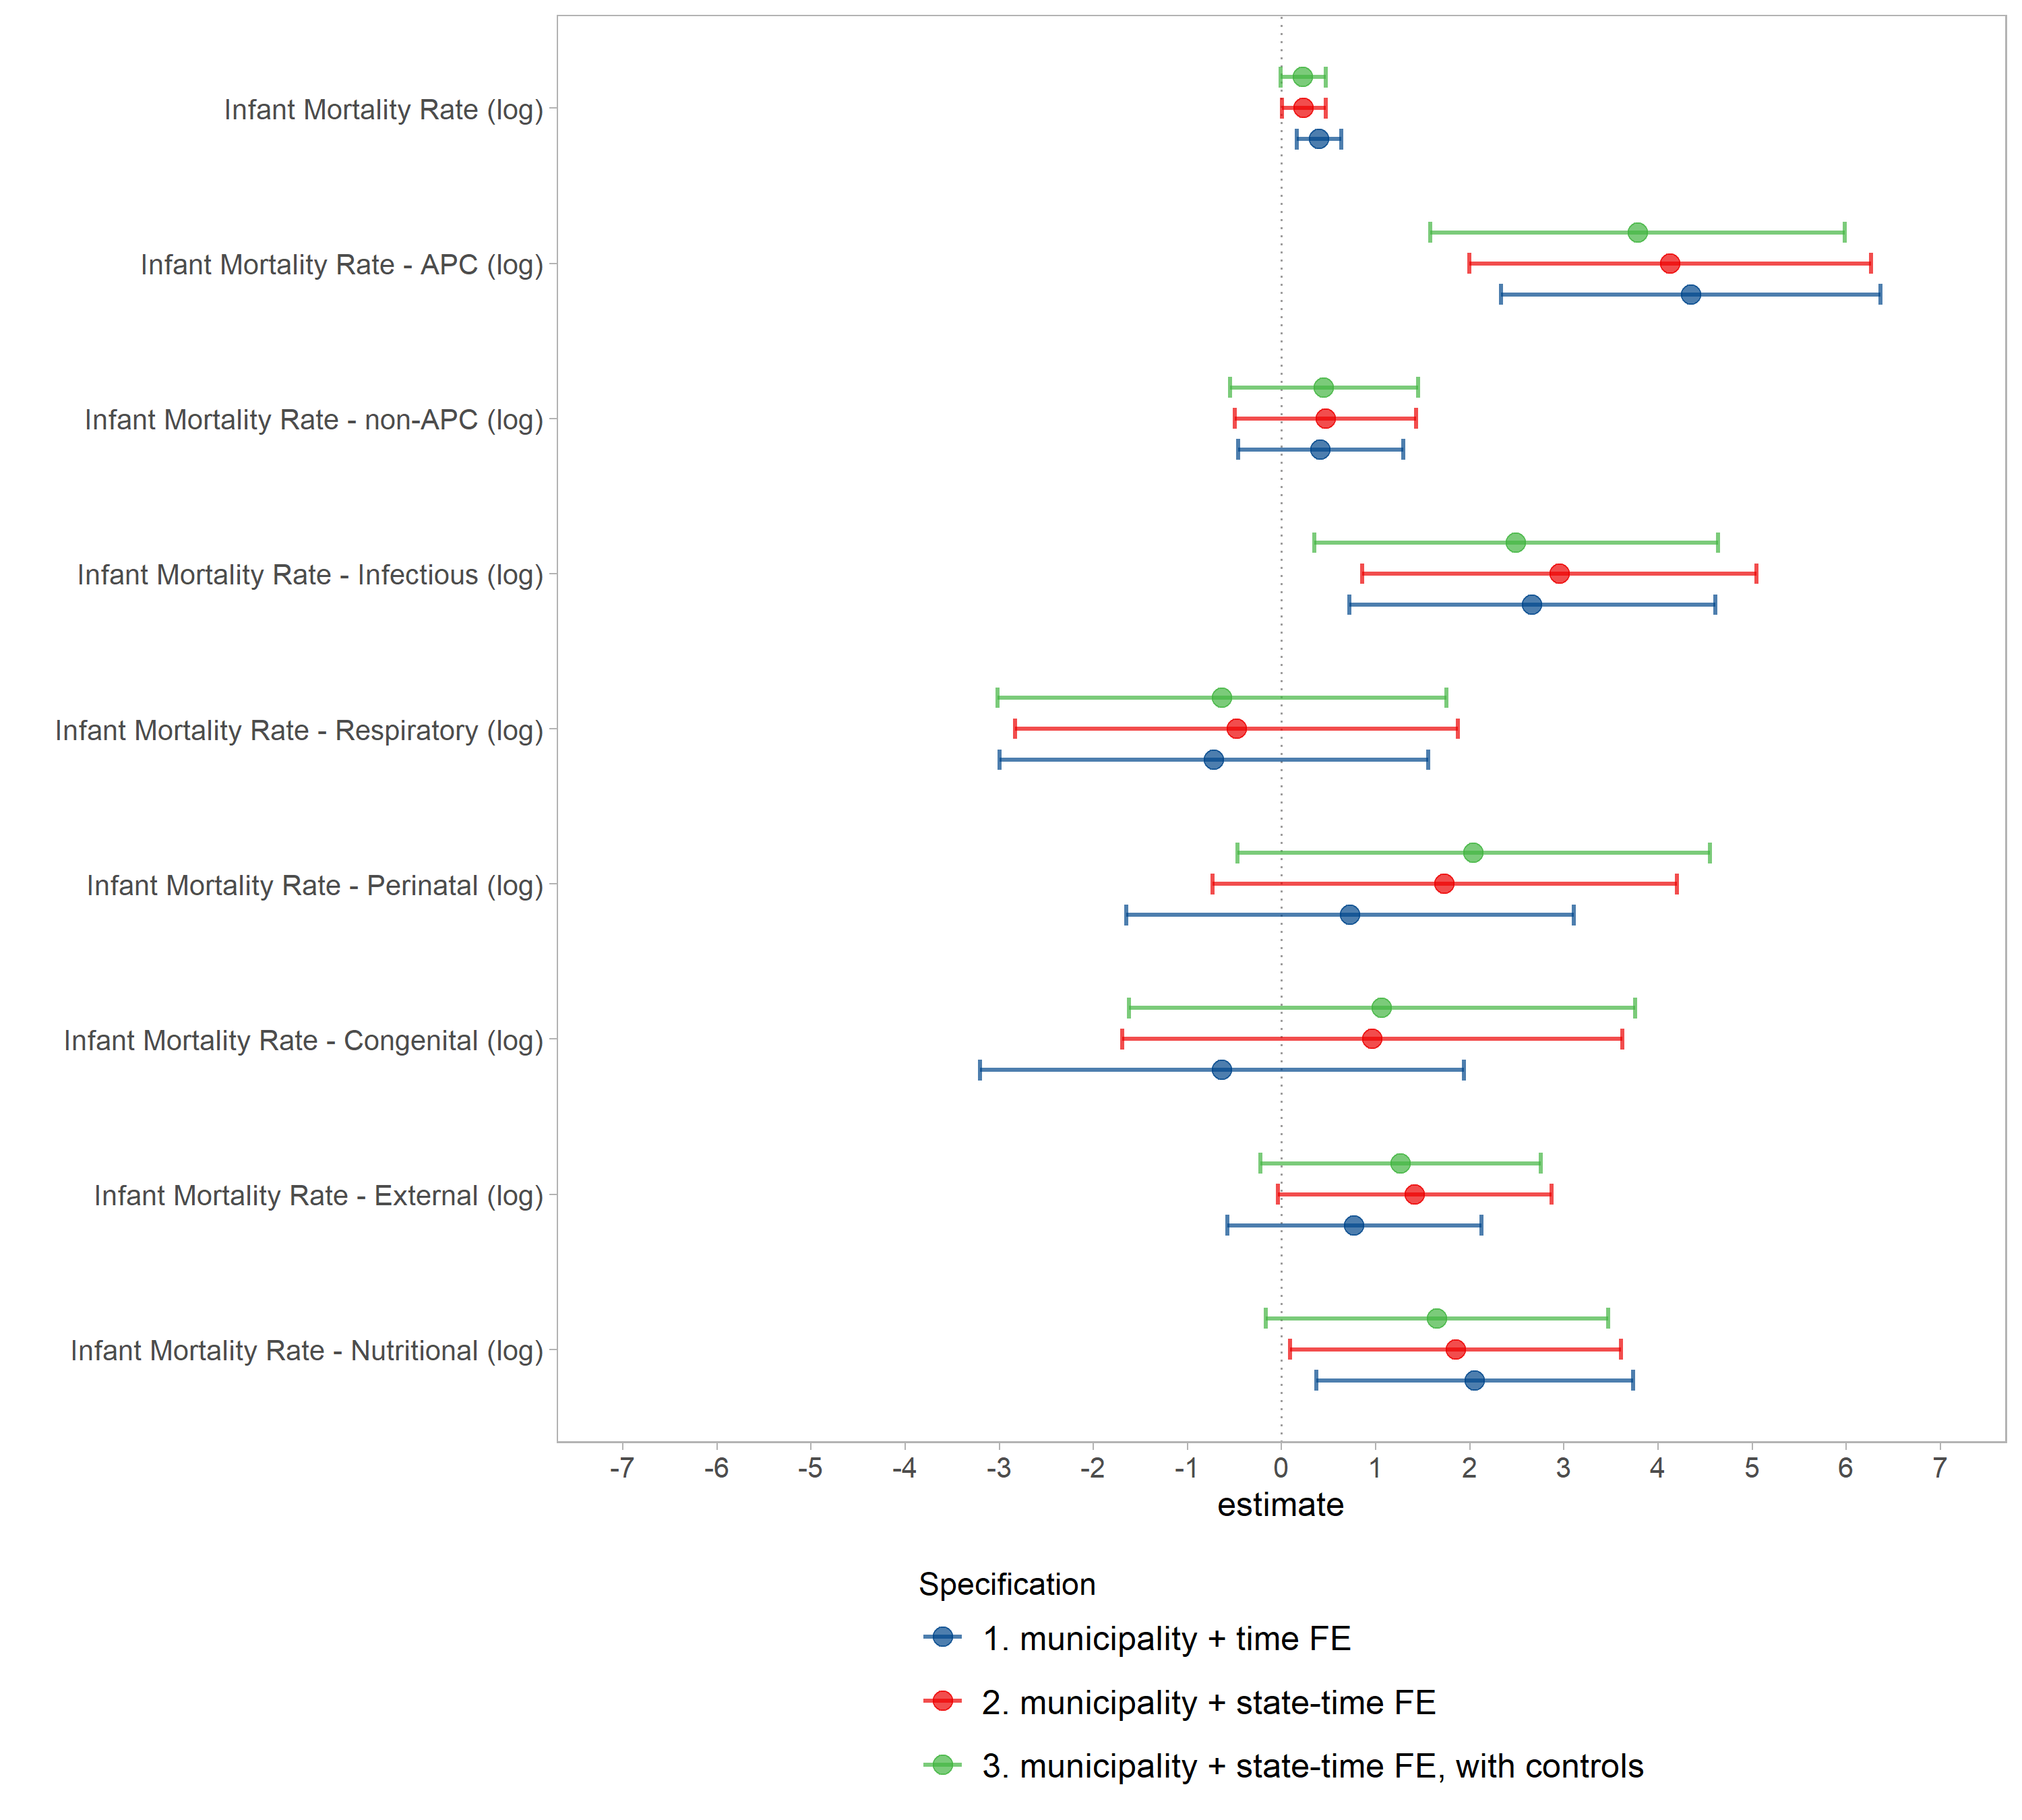 Infant Mortality Rate (log)
Infant Mortality Rate - APC (log)
Infant Mortality Rate - non-APC (log)
Infant Mortality Rate - Infectious (log)
Infant Mortality Rate - Respiratory (log)
Infant Mortality Rate - Perinatal (log)
Infant Mortality Rate - Congenital (log)
Infant Mortality Rate - External (log)
Infant Mortality Rate - Nutritional (log)
-7 -6 -5 -4 -3 -2 -1 0 1 2 3 4 5 6 7
estimate
Specification
1. municipality + time FE
2. municipality + state-time FE
3. municipality + state-time FE, with controls